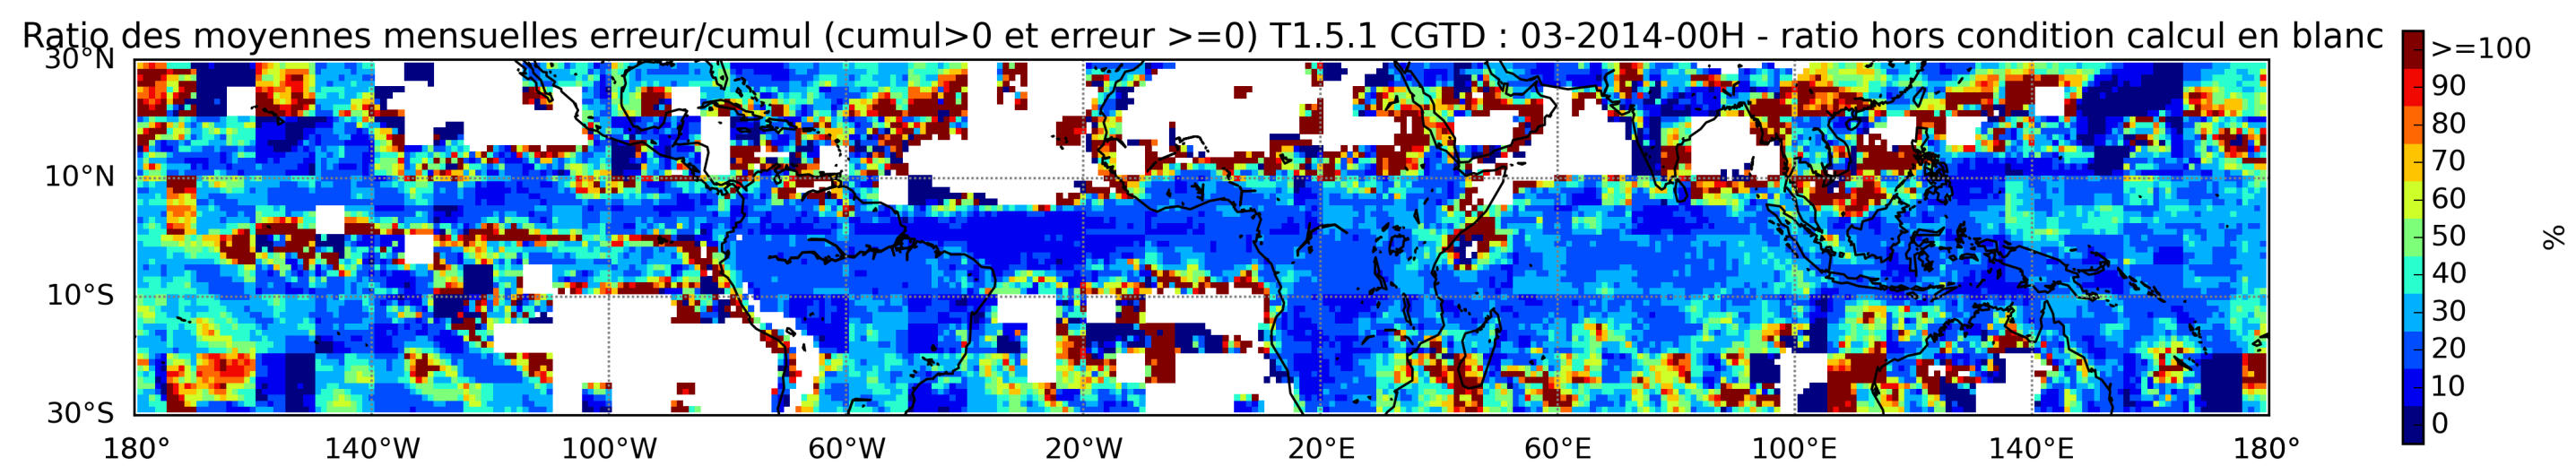 Ratio des moyennes mensuelles erreur/cumul (cumul>0 et erreur >=0) T1.5.1 CGTD : 03-2014-00H - ratio hors condition calcul en blanc
30°N
10°N
10°S
30°S
180° 140°W 100°W 60°W 20°W 20°E 60°E 100°E 140°E 180°
>=100
90
80
70
60
50
40
30
20
10
0
%